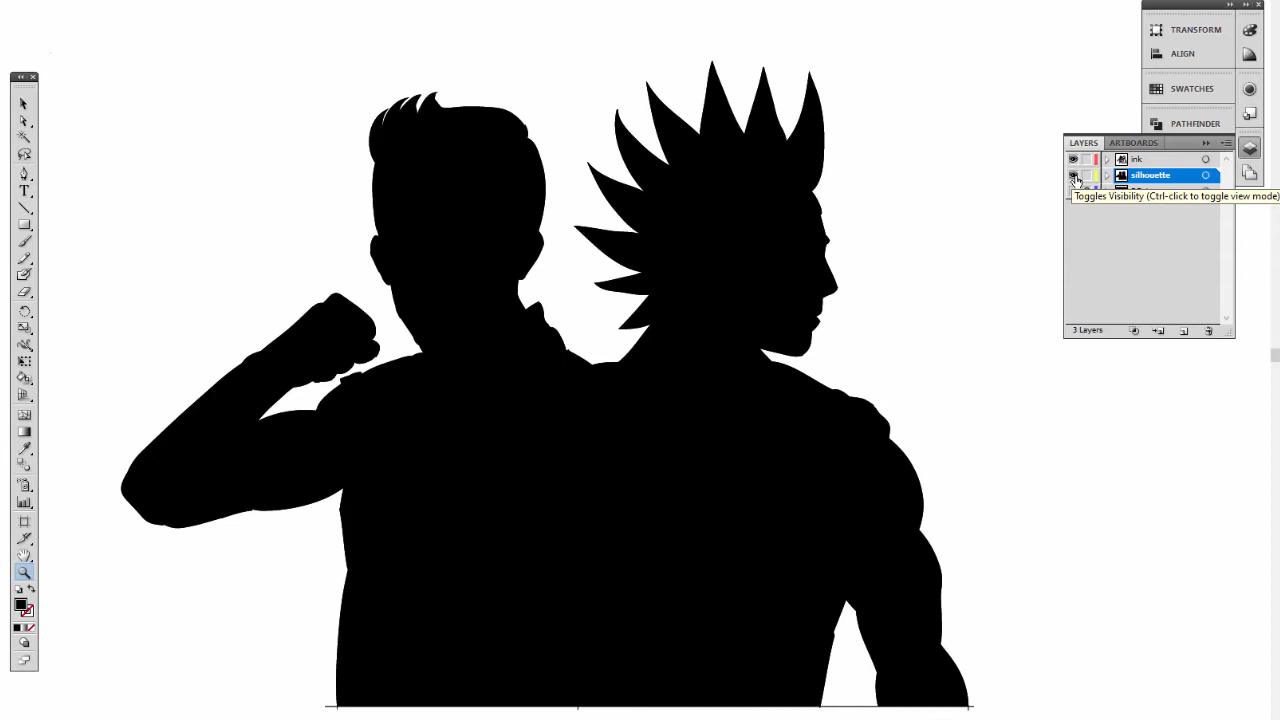 TRANSFORM
ALIGN
SWATCHES
PATHFINDER
LAYERS ARTBOARDS
ink
silhouette
Toggles Visibility (Ctrl-click to toggle view mode)
3 Layers